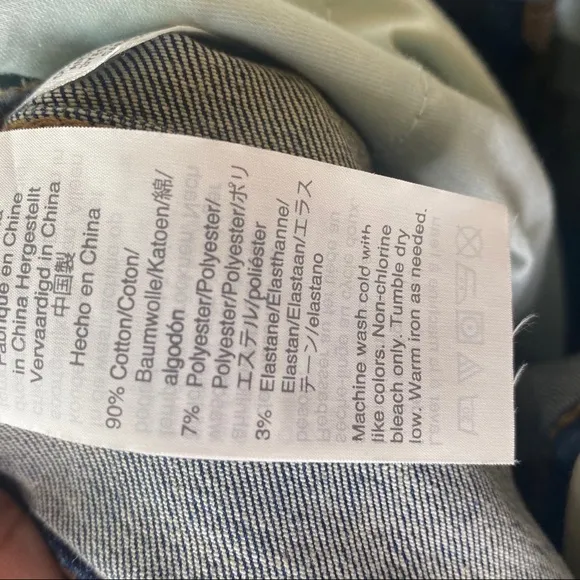 en Chine
in China Hergestellt
Vervaardigd in China
中国製
Hecho en China
90% Cotton/Coton/
Baumwolle/Katoen/綿/
algodón
7% Polyester/Polyester/
Polyester/Polyester/ポリ
エステル/poliéster
3% Elastane/Elasthanne/
Elastan/Elastaan/エラス
テーン/elastano
Machine wash cold with
like colors. Non-chlorine
bleach only. Tumble dry
low. Warm iron as needed.